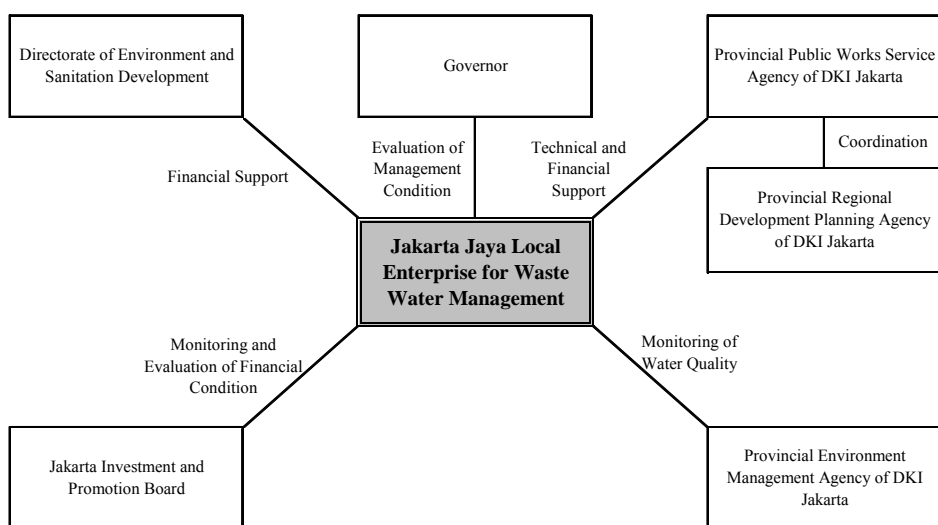 Directorate of Environment and
Sanitation Development
Governor
Provincial Public Works Service
Agency of DKI Jakarta
Financial Support
Evaluation of
Management
Condition
Technical and
Financial
Support
Coordination
Provincial Regional
Development Planning Agency
of DKI Jakarta
Jakarta Jaya Local
Enterprise for Waste
Water Management
Monitoring and
Evaluation of Financial
Condition
Monitoring of
Water Quality
Jakarta Investment and
Promotion Board
Provincial Environment
Management Agency of DKI
Jakarta